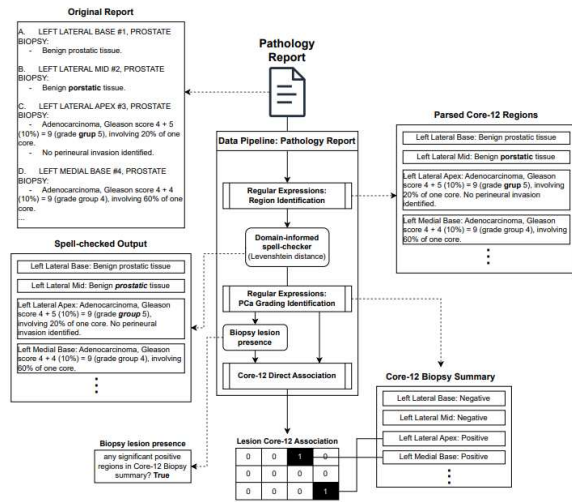 Original Report
A. LEFT LATERAL BASE #1, PROSTATE
BIOPSY:
- Benign prostatic tissue.
B. LEFT LATERAL MID #2, PROSTATE
BIOPSY:
- Benign porstatic tissue.
C. LEFT LATERAL APEX #3, PROSTATE
BIOPSY:
- Adenocarcinoma, Gleason score 4 + 5
(10%) = 9 (grade grup 5), involving 20% of one
core.
- No perineural invasion identified.
D. LEFT MEDIAL BASE #4, PROSTATE
BIOPSY:
- Adenocarcinoma, Gleason score 4 + 4
(10%) = 9 (grade group 4), involving 60% of one
core.
...
Pathology
Report
Data Pipeline: Pathology Report
Regular Expressions:
Region Identification
Domain-informed
spell-checker
(Levenshtein distance)
Regular Expressions:
PCa Grading Identification
Biopsy lesion
presence
Core-12 Direct Association
Parsed Core-12 Regions
Left Lateral Base: Benign prostatic tissue
Left Lateral Mid: Benign porstatic tissue
Left Lateral Apex: Adenocarcinoma, Gleason
score 4 + 5 (10%) = 9 (grade grup 5), involving
20% of one core. No perineural invasion
identified.
Left Medial Base: Adenocarcinoma, Gleason
score 4 + 4 (10%) = 9 (grade group 4), involving
60% of one core.
Spell-checked Output
Left Lateral Base: Benign prostatic tissue
Left Lateral Mid: Benign prostatic tissue
Left Lateral Apex: Adenocarcinoma, Gleason
score 4 + 5 (10%) = 9 (grade group 5),
involving 20% of one core. No perineural
invasion identified.
Left Medial Base: Adenocarcinoma, Gleason
score 4 + 4 (10%) = 9 (grade group 4), involving
60% of one core.
Core-12 Biopsy Summary
Left Lateral Base: Negative
Left Lateral Mid: Negative
Left Lateral Apex: Positive
Left Medial Base: Positive
Biopsy lesion presence
any significant positive
regions in Core-12 Biopsy
summary? True
Lesion Core-12 Association
0 0 1 0
0 0 0 0
0 0 0 1